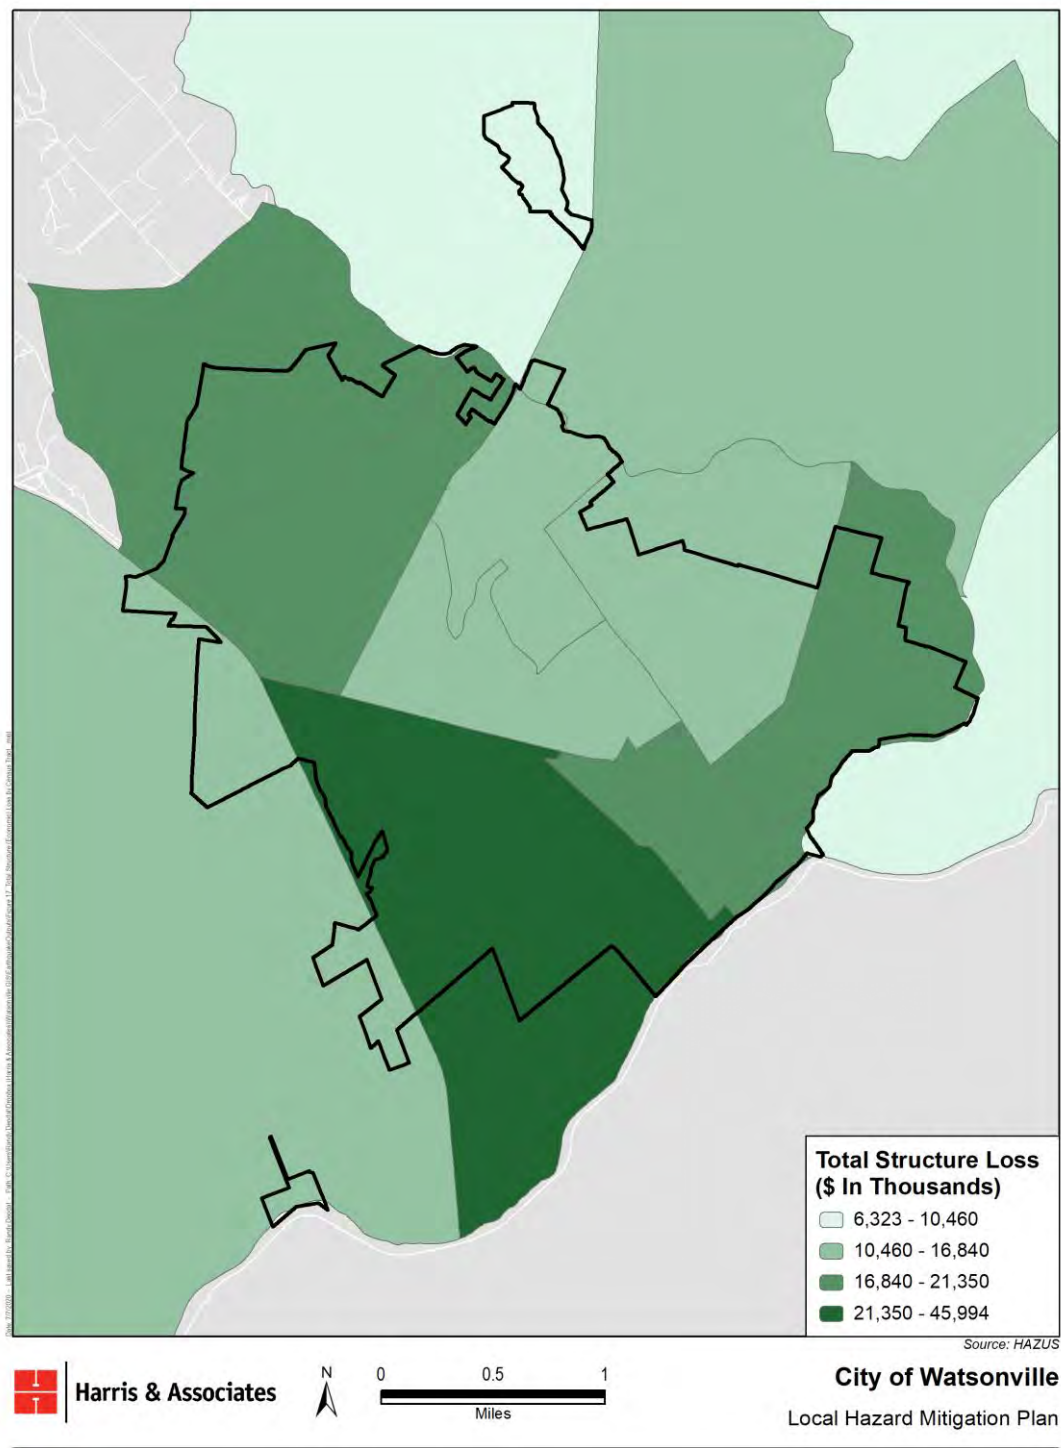 Total Structure Loss
($ In Thousands)
6,323 - 10,460
10,460 - 16,840
16,840 - 21,350
21,350 - 45,994
Source: HAZUS
Harris & Associates
N
0 0.5 1
Miles
City of Watsonville
Local Hazard Mitigation Plan